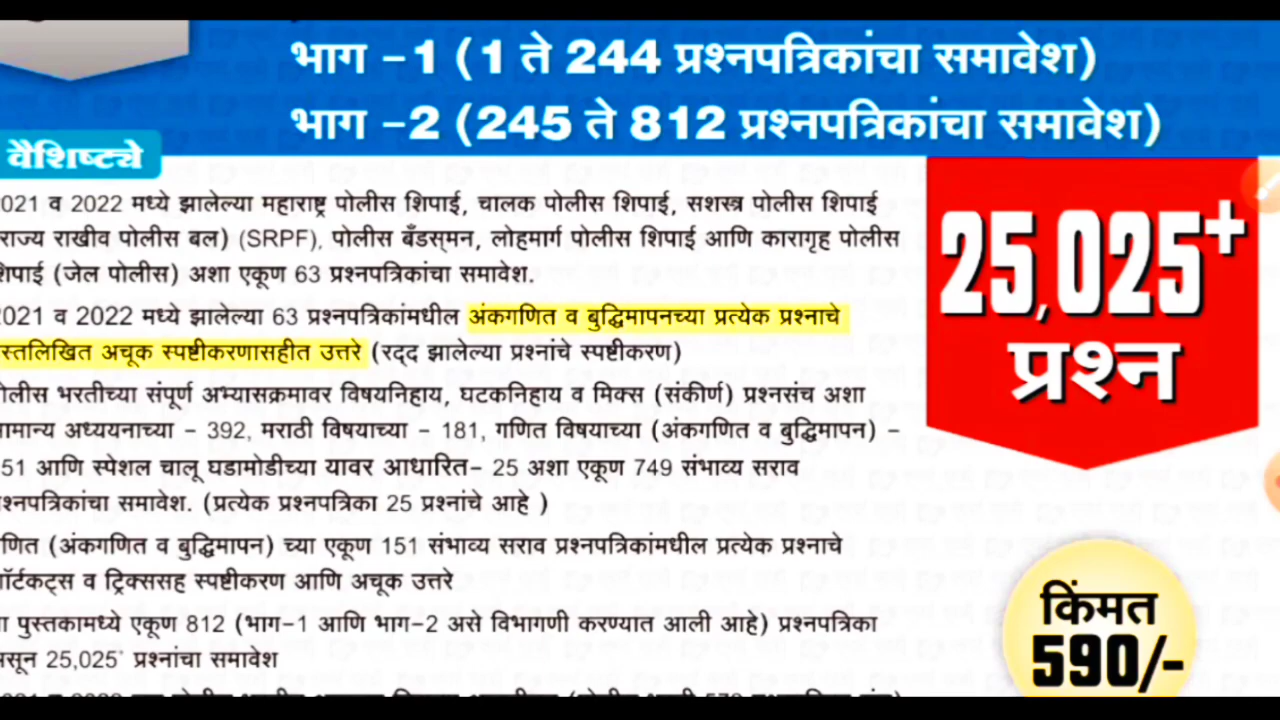 भाग -1 (1 ते 244 प्रश्नपत्रिकांचा समावेश)
भाग -2 (245 ते 812 प्रश्नपत्रिकांचा समावेश)
वैशिष्ट्ये
021 व 2022 मध्ये झालेल्या महाराष्ट्र पोलीस शिपाई, चालक पोलीस शिपाई, सशस्त्र पोलीस शिपाई
राज्य राखीव पोलीस बल) (SRPF), पोलीस बँडस्‌मन, लोहमार्ग पोलीस शिपाई आणि कारागृह पोलीस
शिपाई (जेल पोलीस) अशा एकूण 63 प्रश्नपत्रिकांचा समावेश.
2021 व 2022 मध्ये झालेल्या 63 प्रश्नपत्रिकांमधील अंकगणित व बुद्धिमापनच्या प्रत्येक प्रश्नाचे
स्तलिखित अचूक स्पष्टीकरणासहीत उत्तरे (रद्द झालेल्या प्रश्नांचे स्पष्टीकरण)
ोलीस भरतीच्या संपूर्ण अभ्यासक्रमावर विषयनिहाय, घटकनिहाय व मिक्स (संकीर्ण) प्रश्नसंच अशा
सामान्य अध्ययनाच्या - 392, मराठी विषयाच्या - 181, गणित विषयाच्या (अंकगणित व बुद्धिमापन) -
51 आणि स्पेशल चालू घडामोडीच्या यावर आधारित- 25 अशा एकूण 749 संभाव्य सराव
प्रश्नपत्रिकांचा समावेश. (प्रत्येक प्रश्नपत्रिका 25 प्रश्नांचे आहे )
णित (अंकगणित व बुद्धिमापन) च्या एकूण 151 संभाव्य सराव प्रश्नपत्रिकांमधील प्रत्येक प्रश्नाचे
ॉर्टकट्स व ट्रिक्ससह स्पष्टीकरण आणि अचूक उत्तरे
ा पुस्तकामध्ये एकूण 812 (भाग-1 आणि भाग-2 असे विभागणी करण्यात आली आहे) प्रश्नपत्रिका
असून 25,025+ प्रश्नांचा समावेश
25,025+
प्रश्न
किंमत
590/-